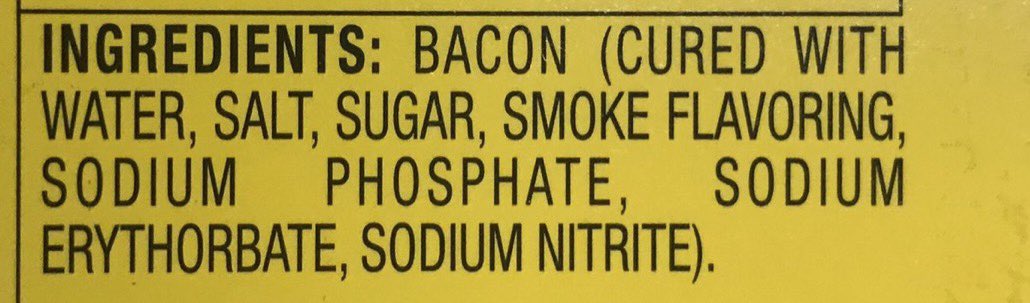 INGREDIENTS: BACON (CURED WITH
WATER, SALT, SUGAR, SMOKE FLAVORING,
SODIUM PHOSPHATE, SODIUM
ERYTHORBATE, SODIUM NITRITE).